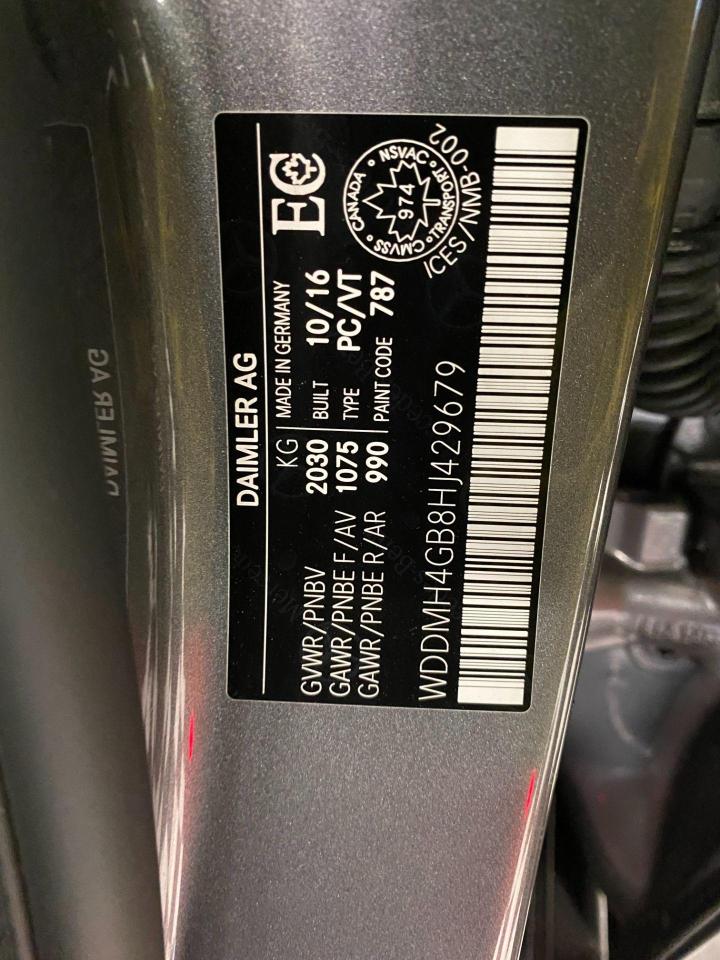 DAIMLER AG
KG MADE IN GERMANY
GVWR/PNBV 2030 BUILT 10/16
GAWR/PNBE F/AV 1075 TYPE PC/VT
GAWR/PNBE R/AR 990 PAINT CODE 787
EC
CANADA • NSVAC • TRANSPORT • CMVSS •
974
ICES/NMB-002
WDDMH4GB8HJ429679
DAIMLER AG